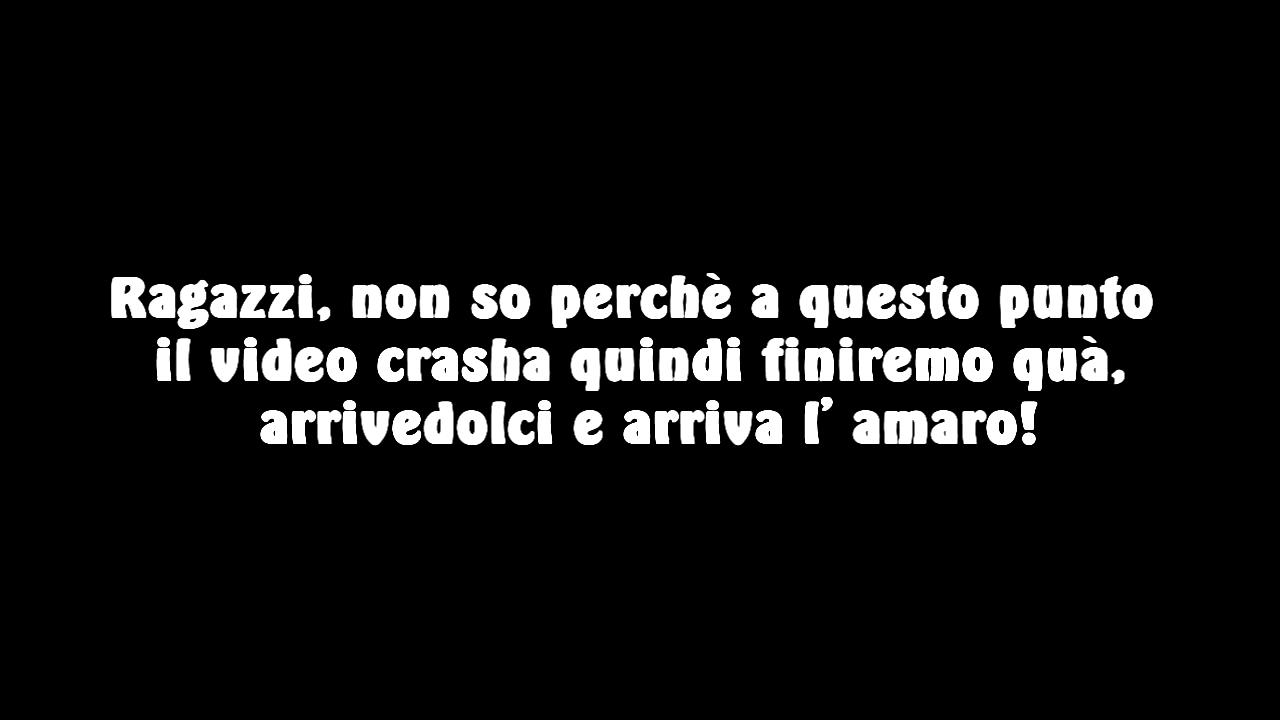 Ragazzi, non so perchè a questo punto
il video crasha quindi finiremo quà,
arrivedolci e arriva l' amaro!